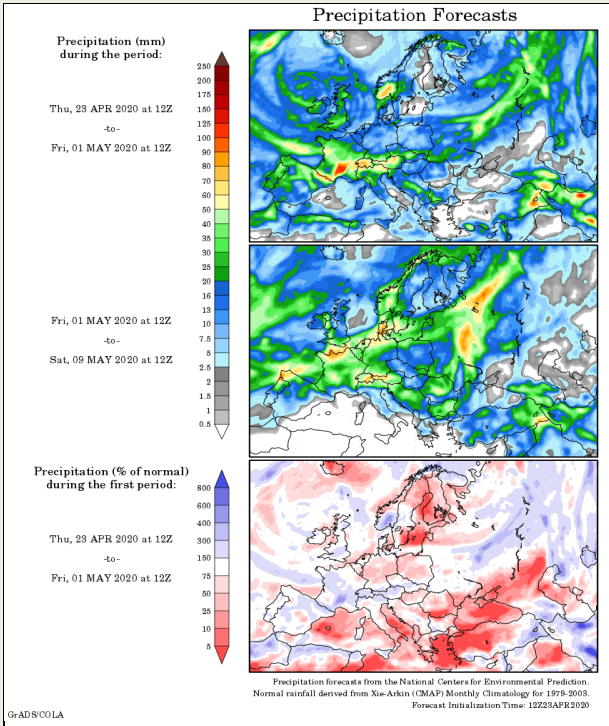 Precipitation Forecasts
Precipitation (mm)
during the period:
Thu, 23 APR 2020 at 12Z
-to-
Fri, 01 MAY 2020 at 12Z
250
200
175
150
125
100
90
80
70
60
50
40
35
30
25
20
16
13
10
7.5
5
2.5
2
1.5
1
0.5
Fri, 01 MAY 2020 at 12Z
-to-
Sat, 09 MAY 2020 at 12Z
Precipitation (% of normal)
during the first period:
Thu, 23 APR 2020 at 12Z
-to-
Fri, 01 MAY 2020 at 12Z
800
600
400
300
150
75
50
25
10
5
Precipitation forecasts from the National Centers for Environmental Prediction.
Normal rainfall derived from Xie-Arkin (CMAP) Monthly Climatology for 1979-2003.
Forecast Initialization Time: 12Z23APR2020
GrADS/COLA